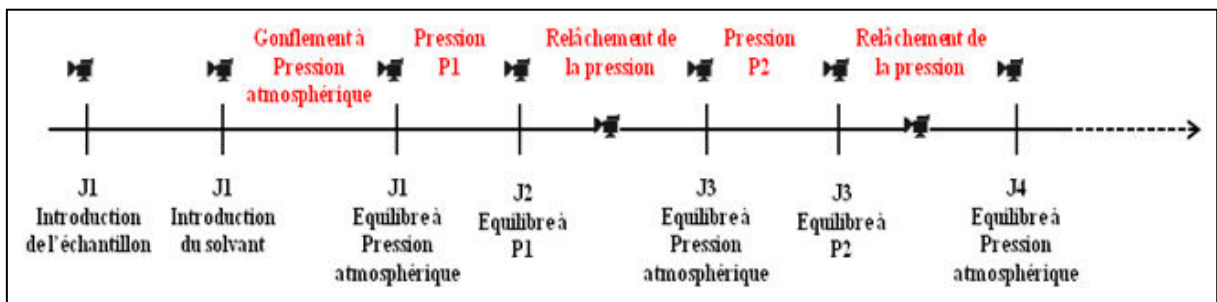 Gonflement à
Pression
atmosphérique
Pression
P1
Relâchement de
la pression
Pression
P2
Relâchement de
la pression
J1
Introduction
de l'échantillon
J1
Introduction
du solvant
J1
Equilibre à
Pression
atmosphérique
J2
Equilibre à
P1
J3
Equilibre à
Pression
atmosphérique
J3
Equilibre à
P2
J4
Equilibre à
Pression
atmosphérique